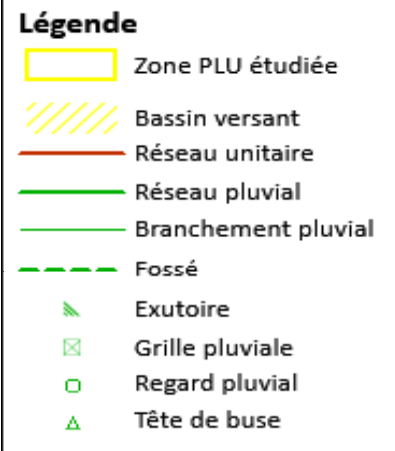 Légende
Zone PLU étudiée
Bassin versant
Réseau unitaire
Réseau pluvial
Branchement pluvial
Fossé
Exutoire
Grille pluviale
Regard pluvial
Tête de buse